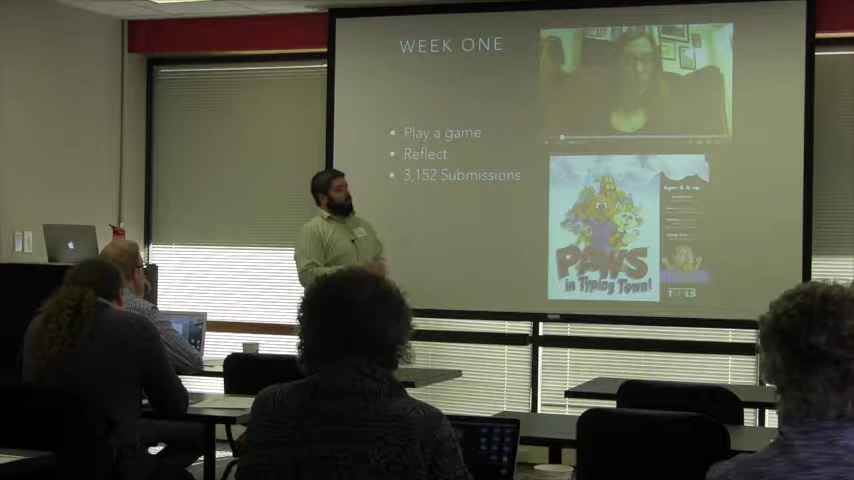 WEEK ONE
Play a game
Reflect
3,152 Submissions
PAWS
in Typing Town!